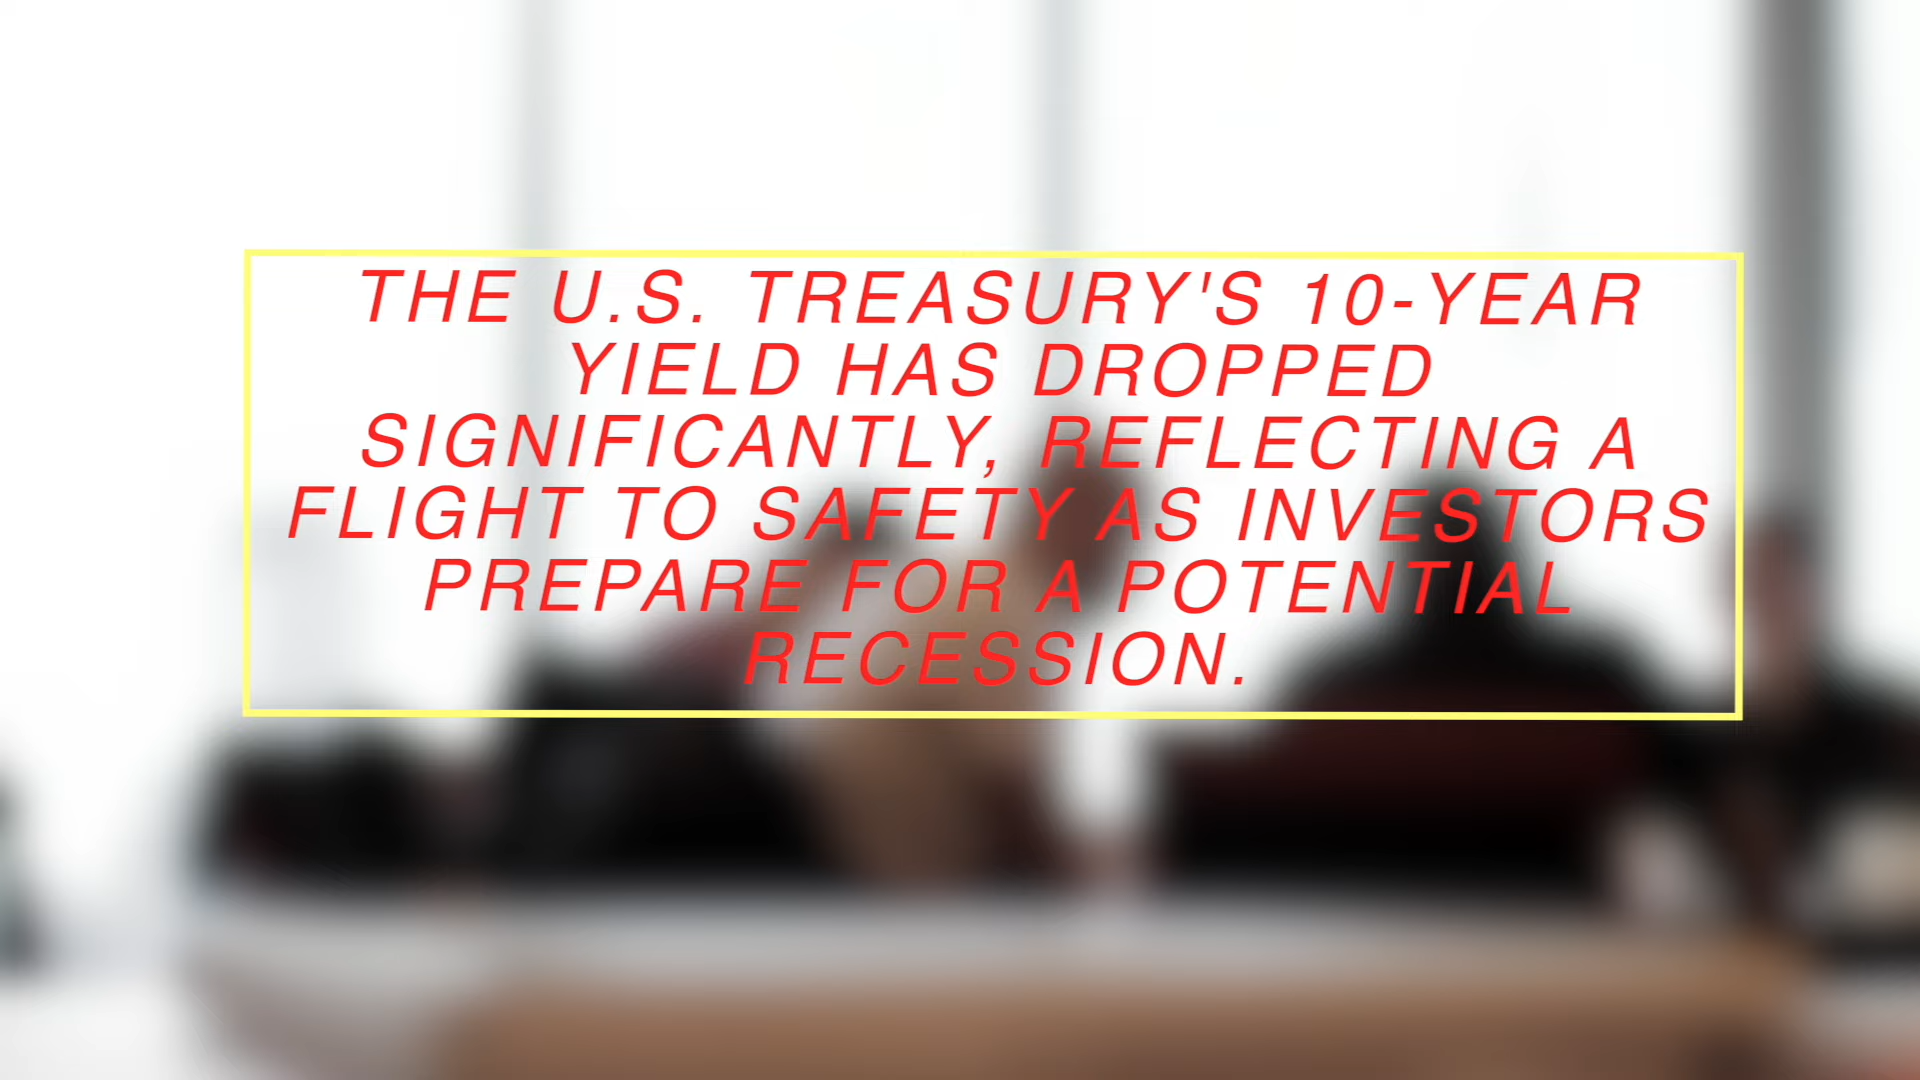 THE U.S. TREASURY'S 10-YEAR
YIELD HAS DROPPED
SIGNIFICANTLY, REFLECTING A
FLIGHT TO SAFETY AS INVESTORS
PREPARE FOR A POTENTIAL
RECESSION.